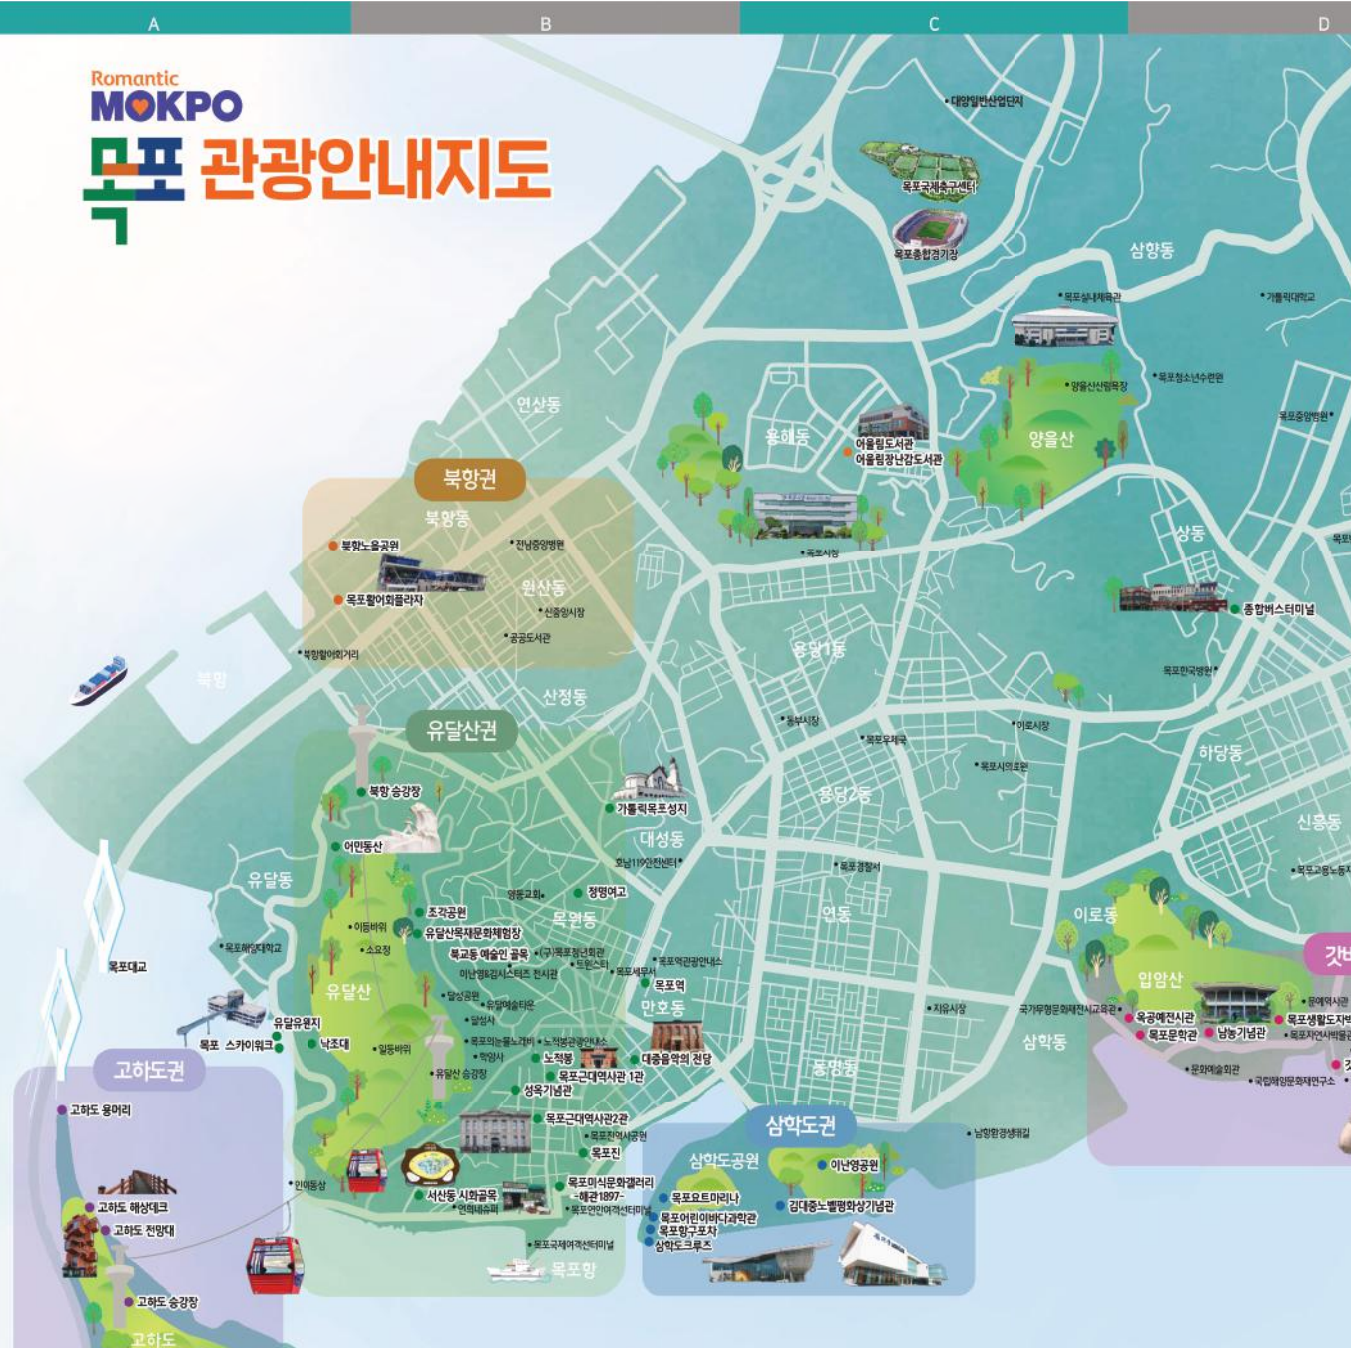 A
B
C
D
Romantic
MOKPO
목포 관광안내지도
대양일반산업단지
목포국제축구센터
목포종합경기장
삼향동
목포실내체육관
가톨릭대학교
양을산산림욕장
목포청소년수련원
목포중앙병원
연산동
용해동
어울림도서관
어울림장난감도서관
양을산
북항권
북항동
북항노을공원
전남중앙병원
목포시청
상동
원산동
목포활어회플라자
신중앙시장
종합버스터미널
공공도서관
북항활어회거리
용당1동
목포한국병원
북항
산정동
동부시장
이로시장
유달산권
목포우체국
하당동
목포시의료원
북항 승강장
가톨릭목포성지
용당2동
신흥동
어민동산
대성동
호남119안전센터
목포경찰서
유달동
양동교회
정명여고
조각공원
목원동
연동
이로동
이등바위
유달산목재문화체험장
목포해양대학교
소요정
북교동 예술인 골목
(구)목포청년회관
트윈스타
목포역관광안내소
목포대교
이난영&김시스터즈 전시관
목포세무서
목포역
입암산
유달산
달성공원
유달예술타운
만호동
지유시장
국가무형문화재전시교육관
문예역사관
옥공예전시관
달성사
유달유원지
목포 스카이워크
낙조대
목포의눈물노래비
노적봉관광안내소
목포문학관
남농기념관
삼학동
일등바위
학암사
노적봉
대중음악의 전당
고하도권
유달산 승강장
목포근대역사관 1관
동명동
문화예술회관
국립해양문화재연구소
성옥기념관
고하도 용머리
목포근대역사관2관
삼학도권
목포진역사공원
남항환경생태길
목포진
삼학도공원
이난영공원
인어동상
서산동 시화골목
목포미식문화갤러리
-해관1897-
목포요트마리나
김대중노벨평화상기념관
고하도 해상데크
연희네슈퍼
목포연안여객선터미널
목포어린이바다과학관
고하도 전망대
목포항구포차
삼학도크루즈
목포국제여객선터미널
목포항
고하도 승강장
고하도